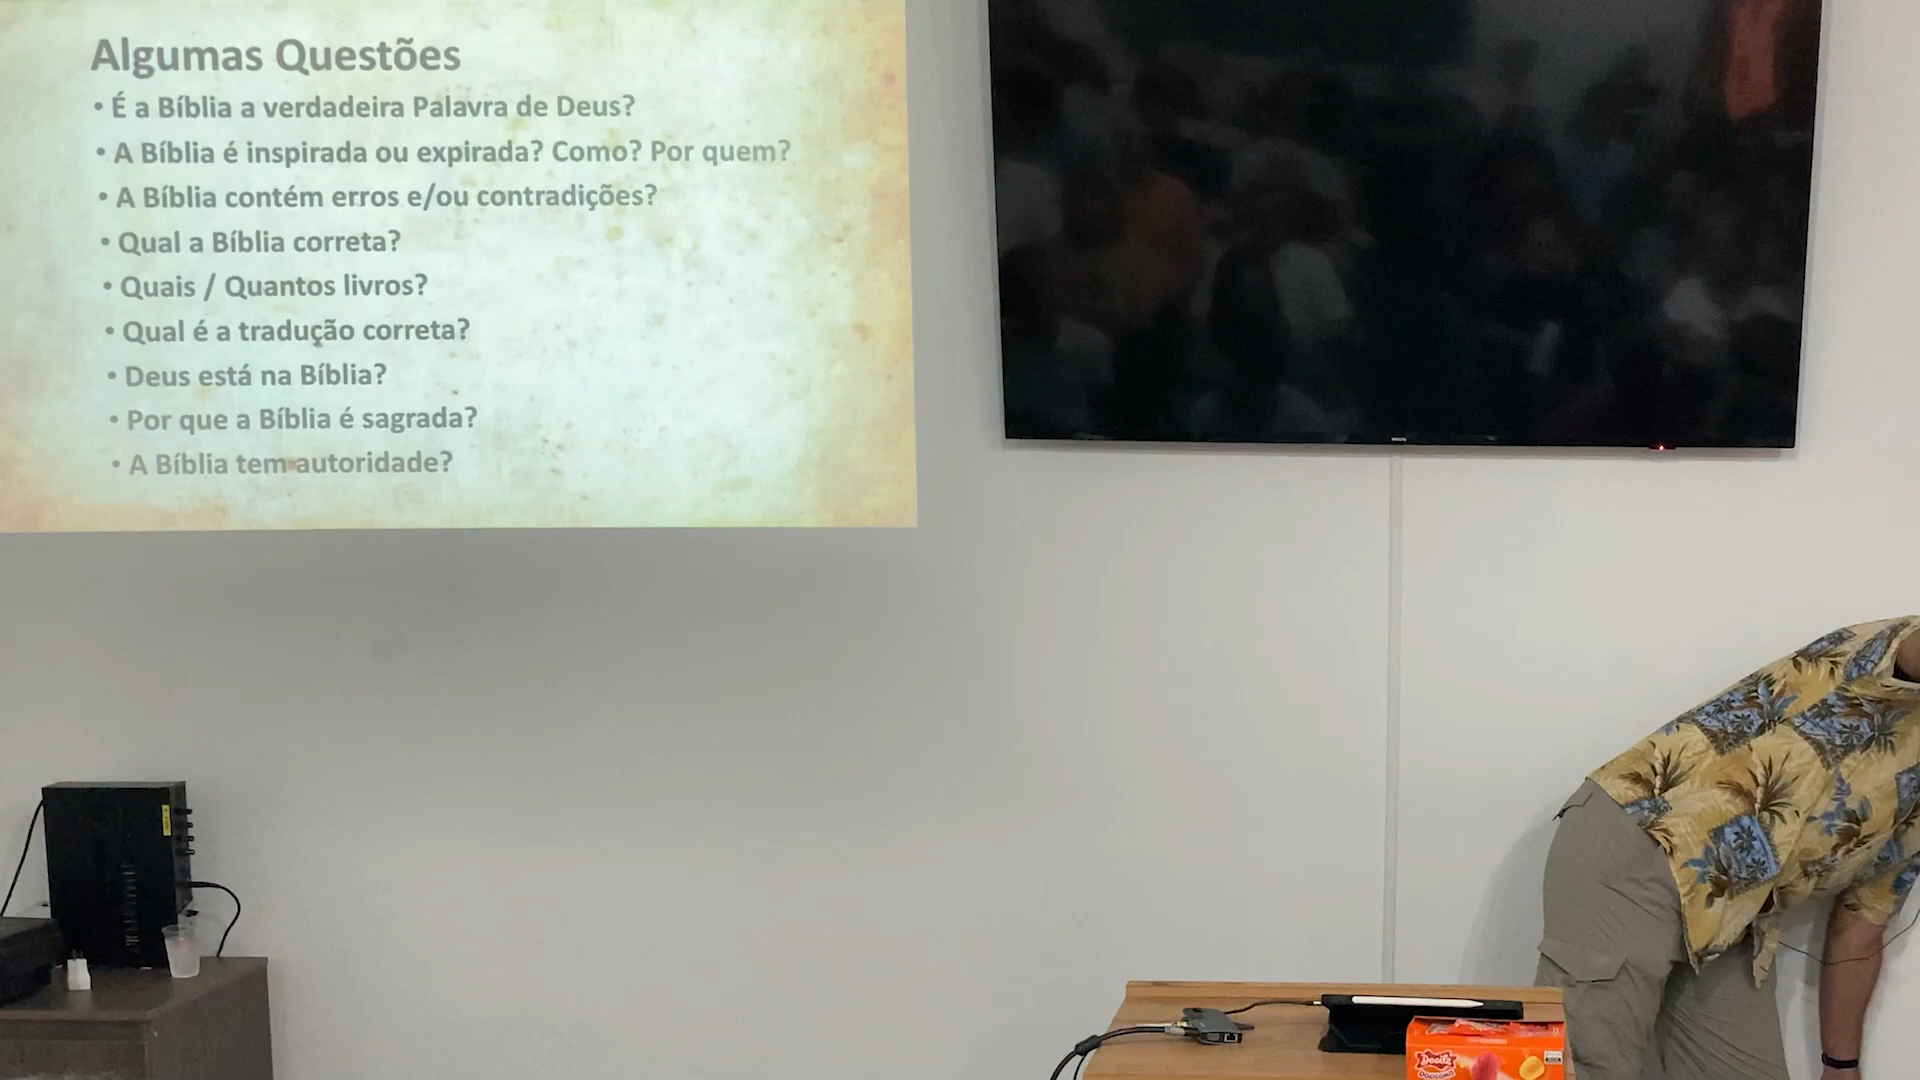 Algumas Questões
• É a Bíblia a verdadeira Palavra de Deus?
• A Bíblia é inspirada ou expirada? Como? Por quem?
• A Bíblia contém erros e/ou contradições?
• Qual a Bíblia correta?
• Quais / Quantos livros?
• Qual é a tradução correta?
• Deus está na Bíblia?
• Por que a Bíblia é sagrada?
• A Bíblia tem autoridade?
Docile